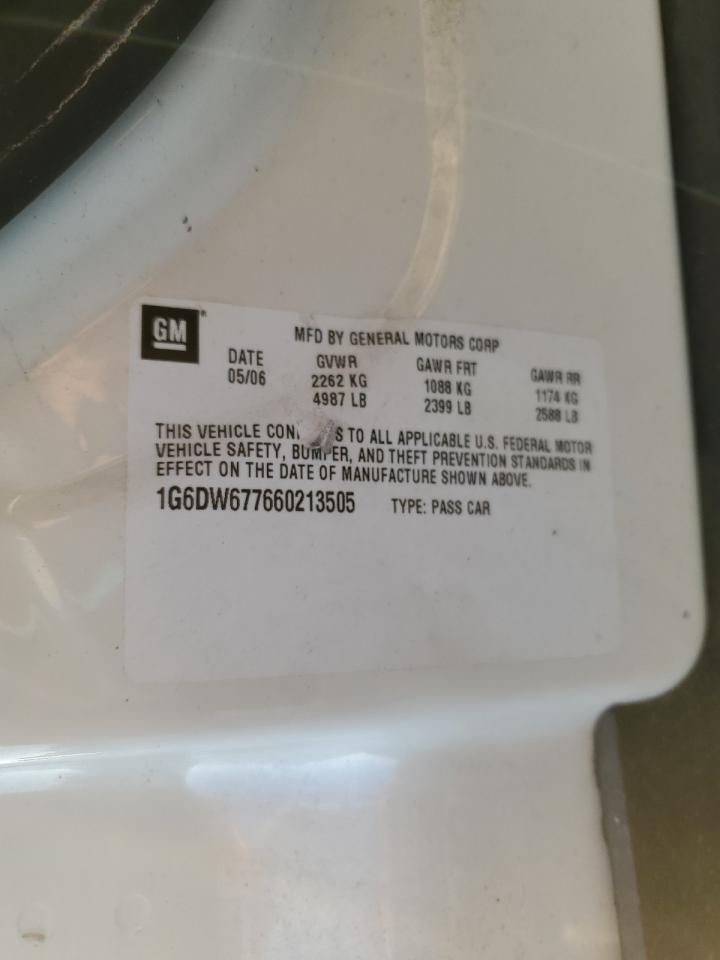 GM
MFD BY GENERAL MOTORS CORP
DATE GVWR GAWR FRT GAWR RR
05/06 2262 KG 1088 KG 1174 KG
4987 LB 2399 LB 2588 LB
THIS VEHICLE CON S TO ALL APPLICABLE U.S. FEDERAL MOTOR
VEHICLE SAFETY, BUMPER, AND THEFT PREVENTION STANDARDS IN
EFFECT ON THE DATE OF MANUFACTURE SHOWN ABOVE.
1G6DW677660213505 TYPE: PASS CAR